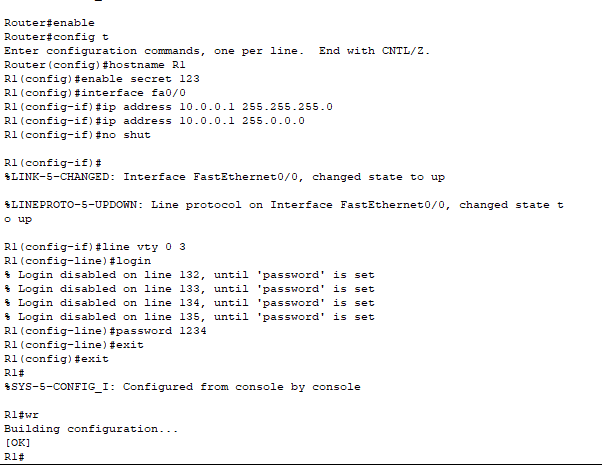 Router#enable
Router#config t
Enter configuration commands, one per line.  End with CNTL/Z.
Router(config)#hostname R1
R1(config)#enable secret 123
R1(config)#interface fa0/0
R1(config-if)#ip address 10.0.0.1 255.255.255.0
R1(config-if)#ip address 10.0.0.1 255.0.0.0
R1(config-if)#no shut
R1(config-if)#
%LINK-5-CHANGED: Interface FastEthernet0/0, changed state to up
%LINEPROTO-5-UPDOWN: Line protocol on Interface FastEthernet0/0, changed state t
o up
R1(config-if)#line vty 0 3
R1(config-line)#login
% Login disabled on line 132, until 'password' is set
% Login disabled on line 133, until 'password' is set
% Login disabled on line 134, until 'password' is set
% Login disabled on line 135, until 'password' is set
R1(config-line)#password 1234
R1(config-line)#exit
R1(config)#exit
R1#
%SYS-5-CONFIG_I: Configured from console by console
R1#wr
Building configuration...
[OK]
R1#